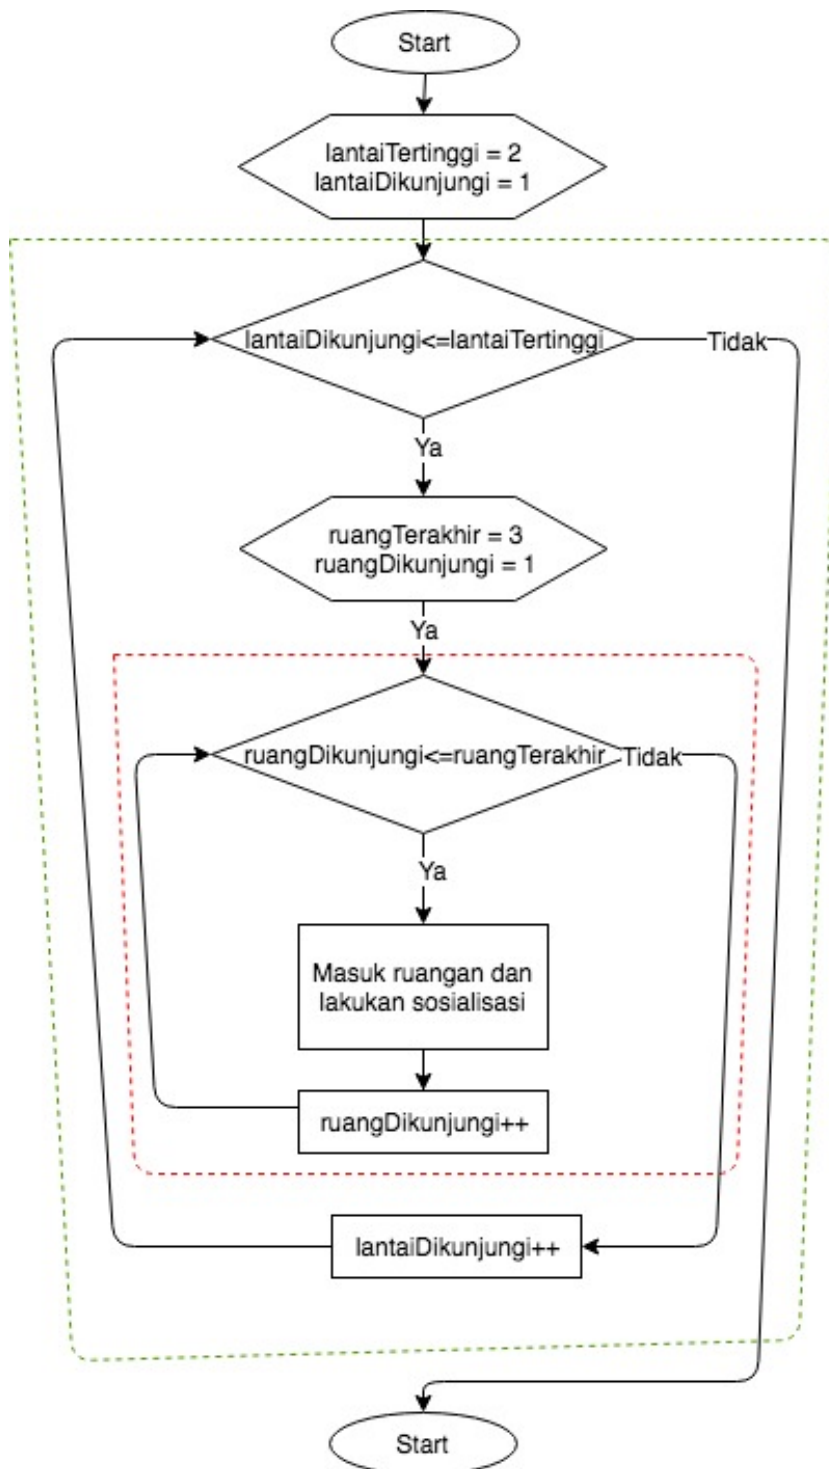 Start
lantaiTertinggi = 2
lantaiDikunjungi = 1
lantaiDikunjungi<=lantaiTertinggi
Tidak
Ya
ruangTerakhir = 3
ruangDikunjungi = 1
Ya
ruangDikunjungi<=ruangTerakhir
Tidak
Ya
Masuk ruangan dan
lakukan sosialisasi
ruangDikunjungi++
lantaiDikunjungi++
Start